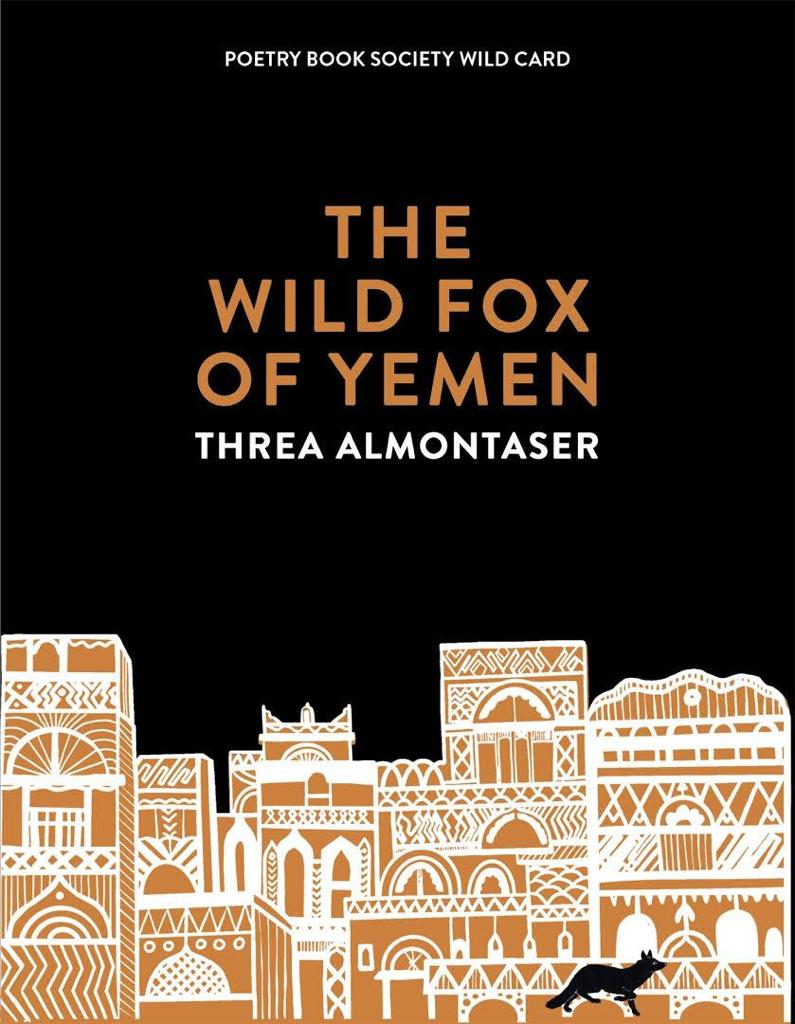 POETRY BOOK SOCIETY WILD CARD
THE
WILD FOX
OF YEMEN
THREA ALMONTASER